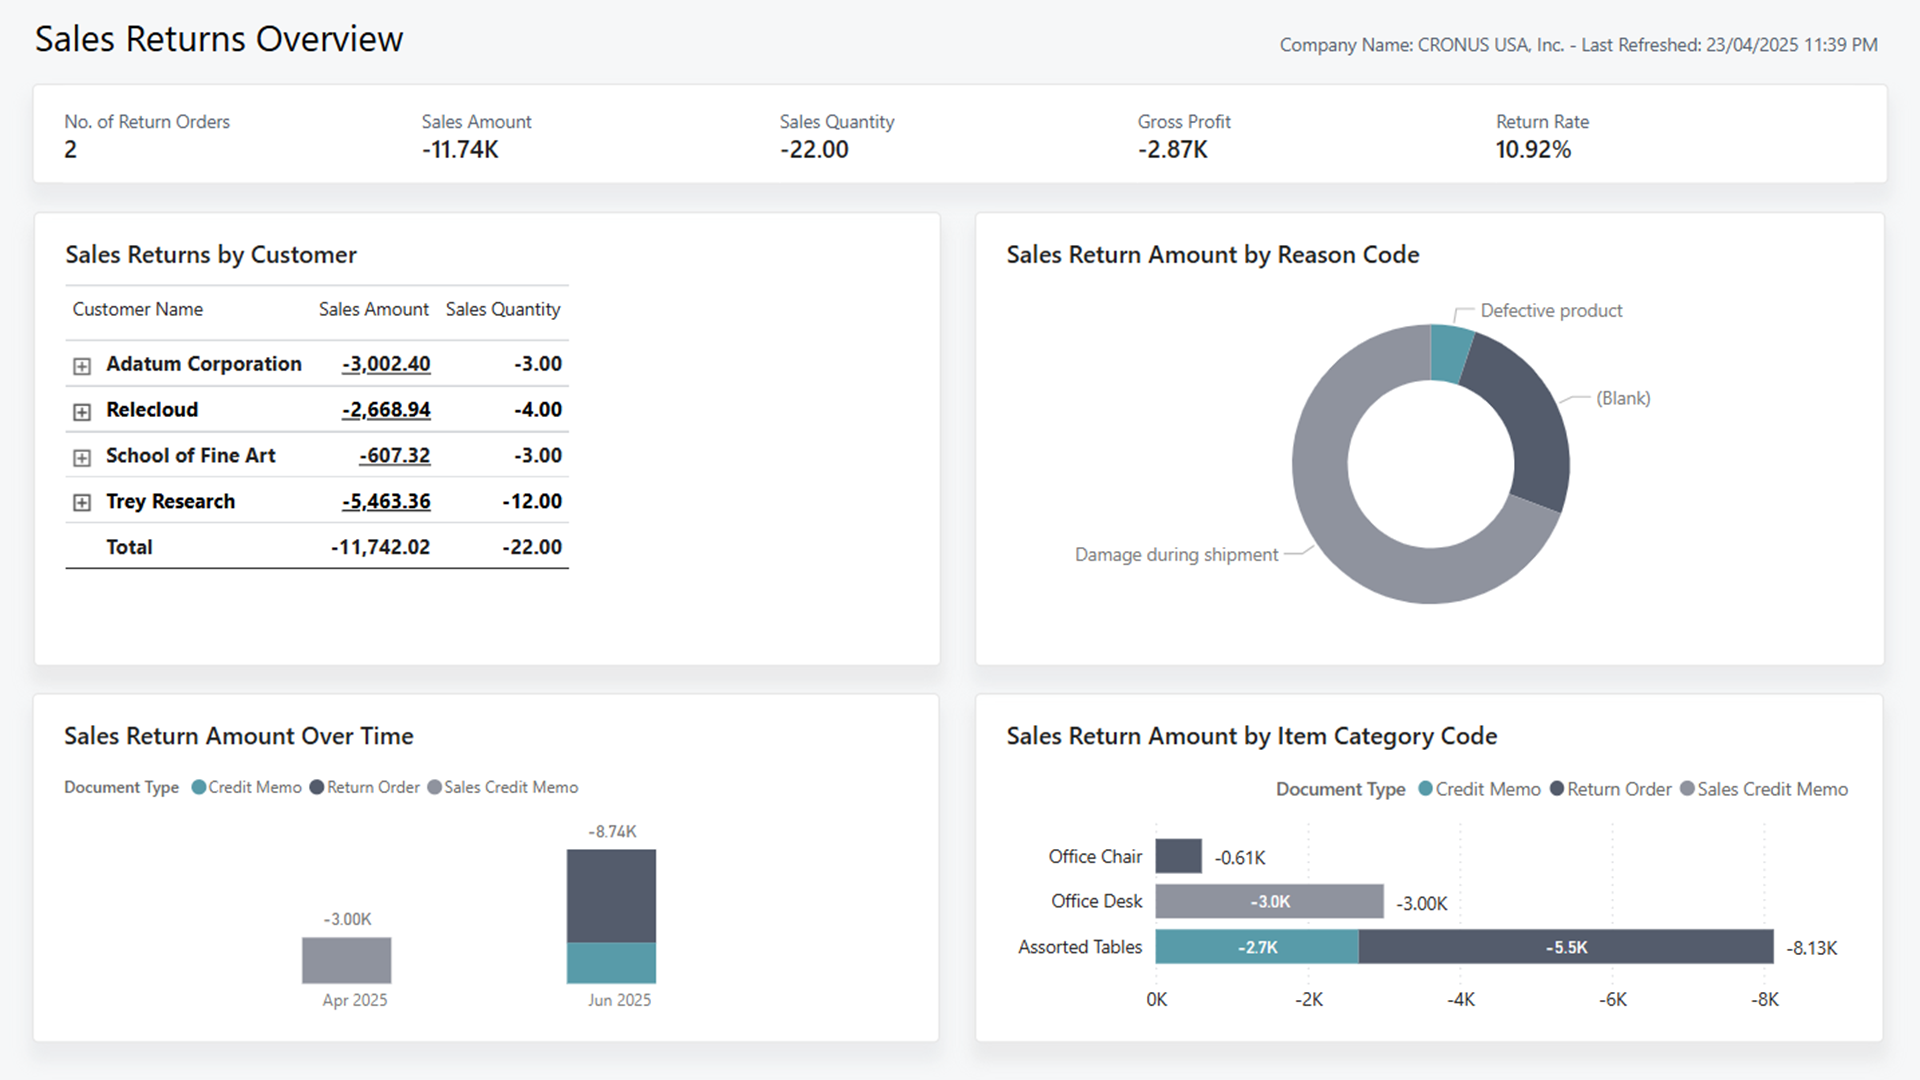 Sales Returns Overview
Company Name: CRONUS USA, Inc. - Last Refreshed: 23/04/2025 11:39 PM
No. of Return Orders
2
Sales Amount
-11.74K
Sales Quantity
-22.00
Gross Profit
-2.87K
Return Rate
10.92%
Sales Returns by Customer
Customer Name Sales Amount Sales Quantity
Adatum Corporation -3,002.40 -3.00
Relecloud -2,668.94 -4.00
School of Fine Art -607.32 -3.00
Trey Research -5,463.36 -12.00
Total -11,742.02 -22.00
Sales Return Amount by Reason Code
Defective product
(Blank)
Damage during shipment
Sales Return Amount Over Time
Document Type Credit Memo Return Order Sales Credit Memo
-8.74K
-3.00K
Apr 2025 Jun 2025
Sales Return Amount by Item Category Code
Document Type Credit Memo Return Order Sales Credit Memo
Office Chair -0.61K
Office Desk -3.0K -3.00K
Assorted Tables -2.7K -5.5K -8.13K
0K -2K -4K -6K -8K